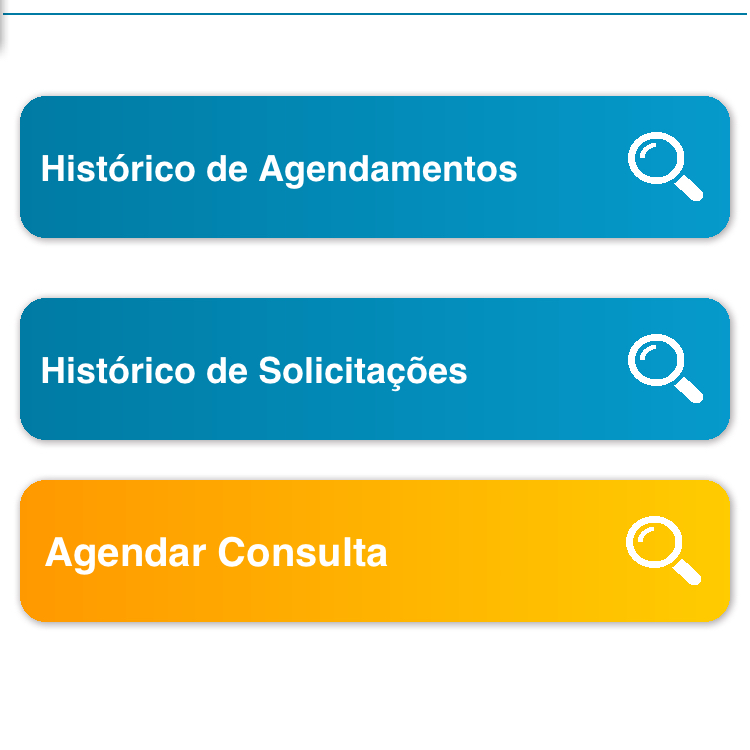 Histórico de Agendamentos
Histórico de Solicitações
Agendar Consulta